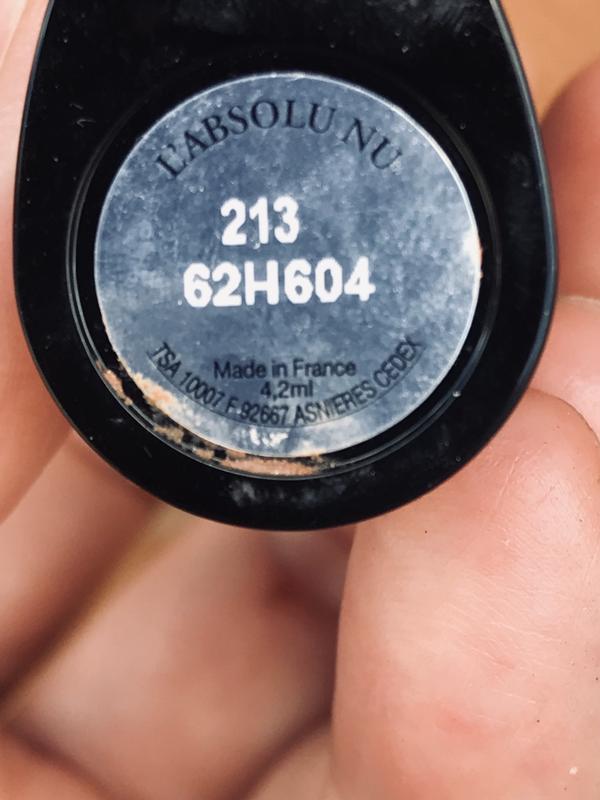 L'ABSOLU NU
213
62H604
Made in France
4,2ml
TSA 10007 F 92667 ASNIERES CEDEX